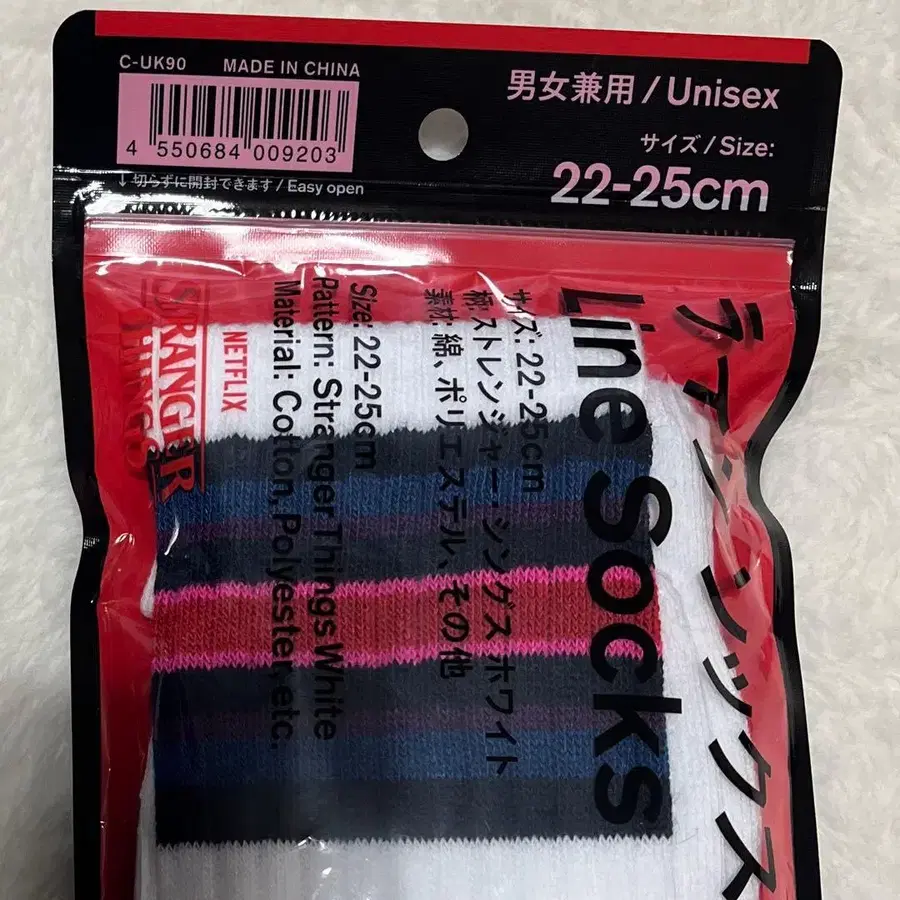 C-UK90 MADE IN CHINA
4 550684 009203
↓切らずに開封できます / Easy open
男女兼用 / Unisex
サイズ / Size:
22-25cm
ラインソックス
Line Socks
サイズ: 22-25cm
柄: ストレンジャー・シングス ホワイト
素材: 綿、ポリエステル、その他
Size: 22-25cm
Pattern: Stranger Things White
Material: Cotton, Polyester, etc.
NETFLIX
STRANGER
THINGS